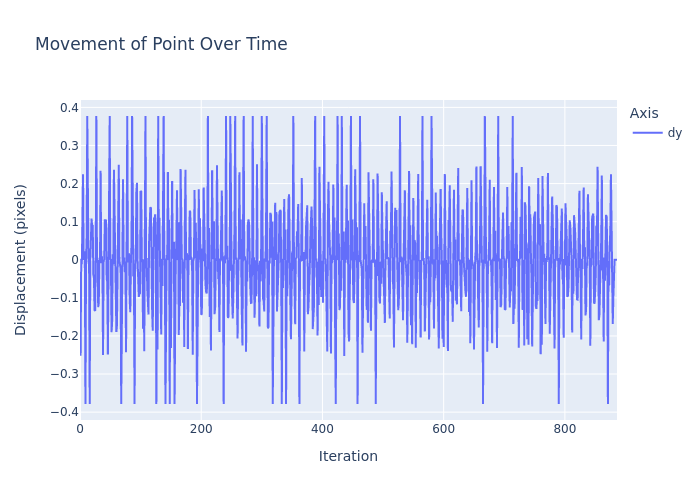 Movement of Point Over Time
Axis
dy
0.4
0.3
0.2
0.1
0
−0.1
−0.2
−0.3
−0.4
Displacement (pixels)
0
200
400
600
800
Iteration